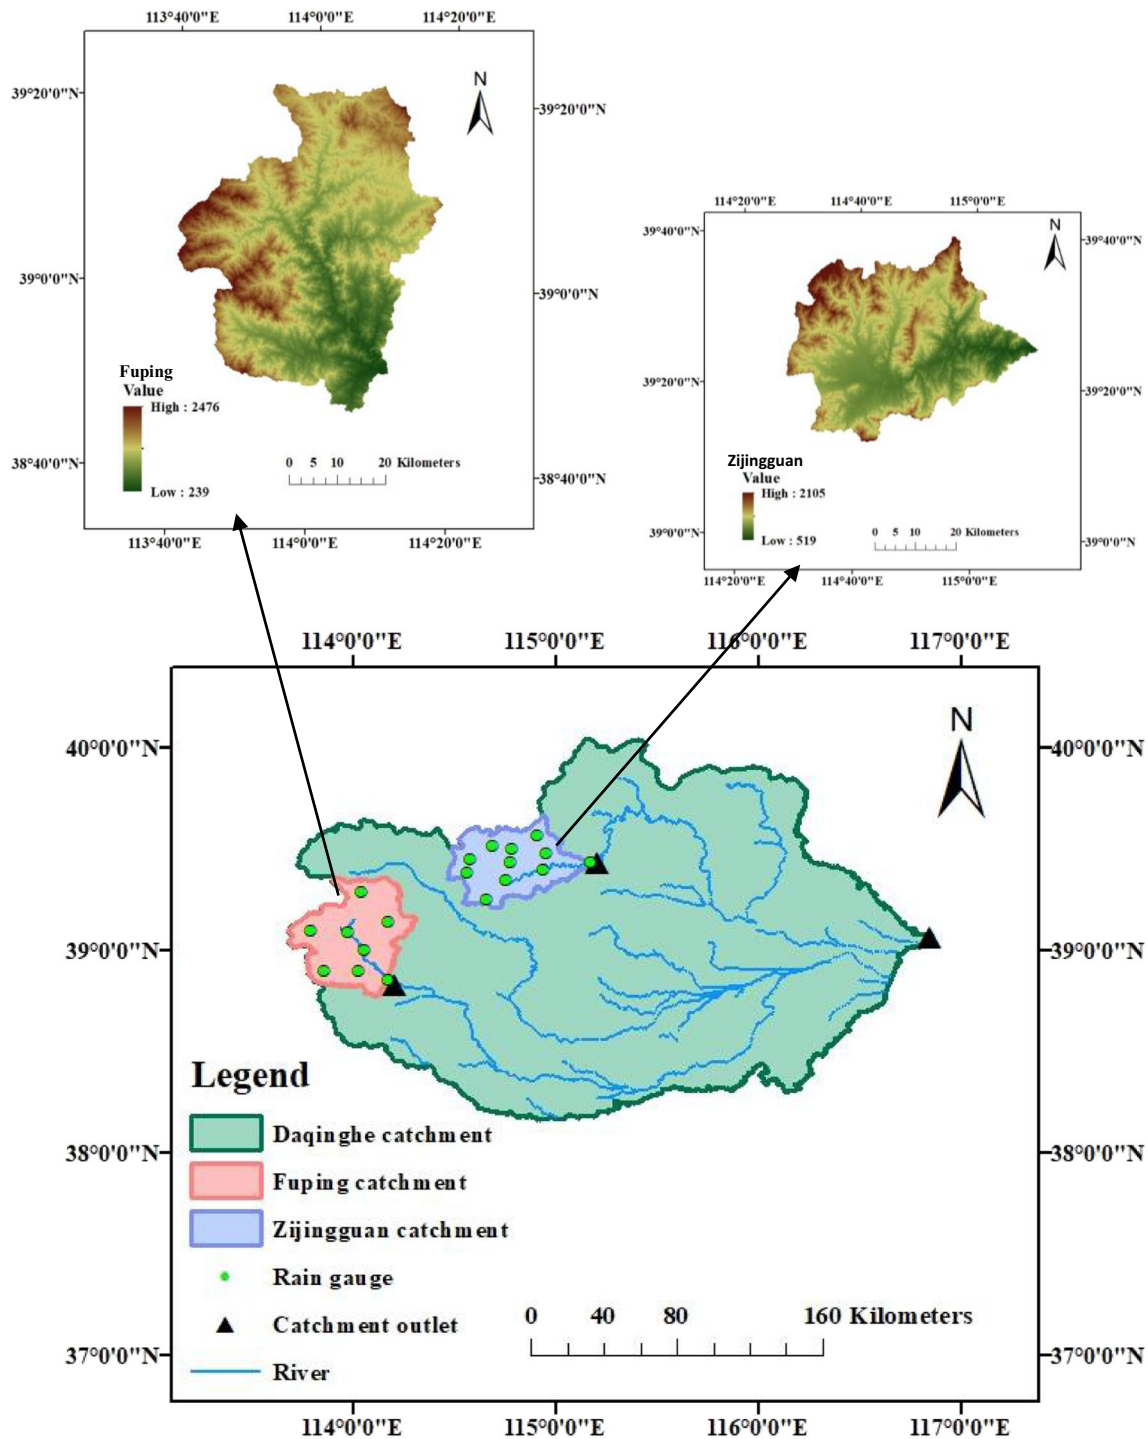 113°40'0"E 114°0'0"E 114°20'0"E
N
39°20'0"N 39°20'0"N
39°0'0"N 39°0'0"N
Fuping
Value
High : 2476
Low : 239
0 5 10 20 Kilometers
38°40'0"N 38°40'0"N
113°40'0"E 114°0'0"E 114°20'0"E
114°20'0"E 114°40'0"E 115°0'0"E
N
39°40'0"N 39°40'0"N
39°20'0"N 39°20'0"N
Zijingguan
Value
High : 2105
Low : 519
0 5 10 20 Kilometers
39°0'0"N 39°0'0"N
114°20'0"E 114°40'0"E 115°0'0"E
114°0'0"E 115°0'0"E 116°0'0"E 117°0'0"E
N
40°0'0"N 40°0'0"N
39°0'0"N 39°0'0"N
Legend
Daqinghe catchment
38°0'0"N 38°0'0"N
Fuping catchment
Zijingguan catchment
Rain gauge
Catchment outlet
0 40 80 160 Kilometers
37°0'0"N 37°0'0"N
River
114°0'0"E 115°0'0"E 116°0'0"E 117°0'0"E